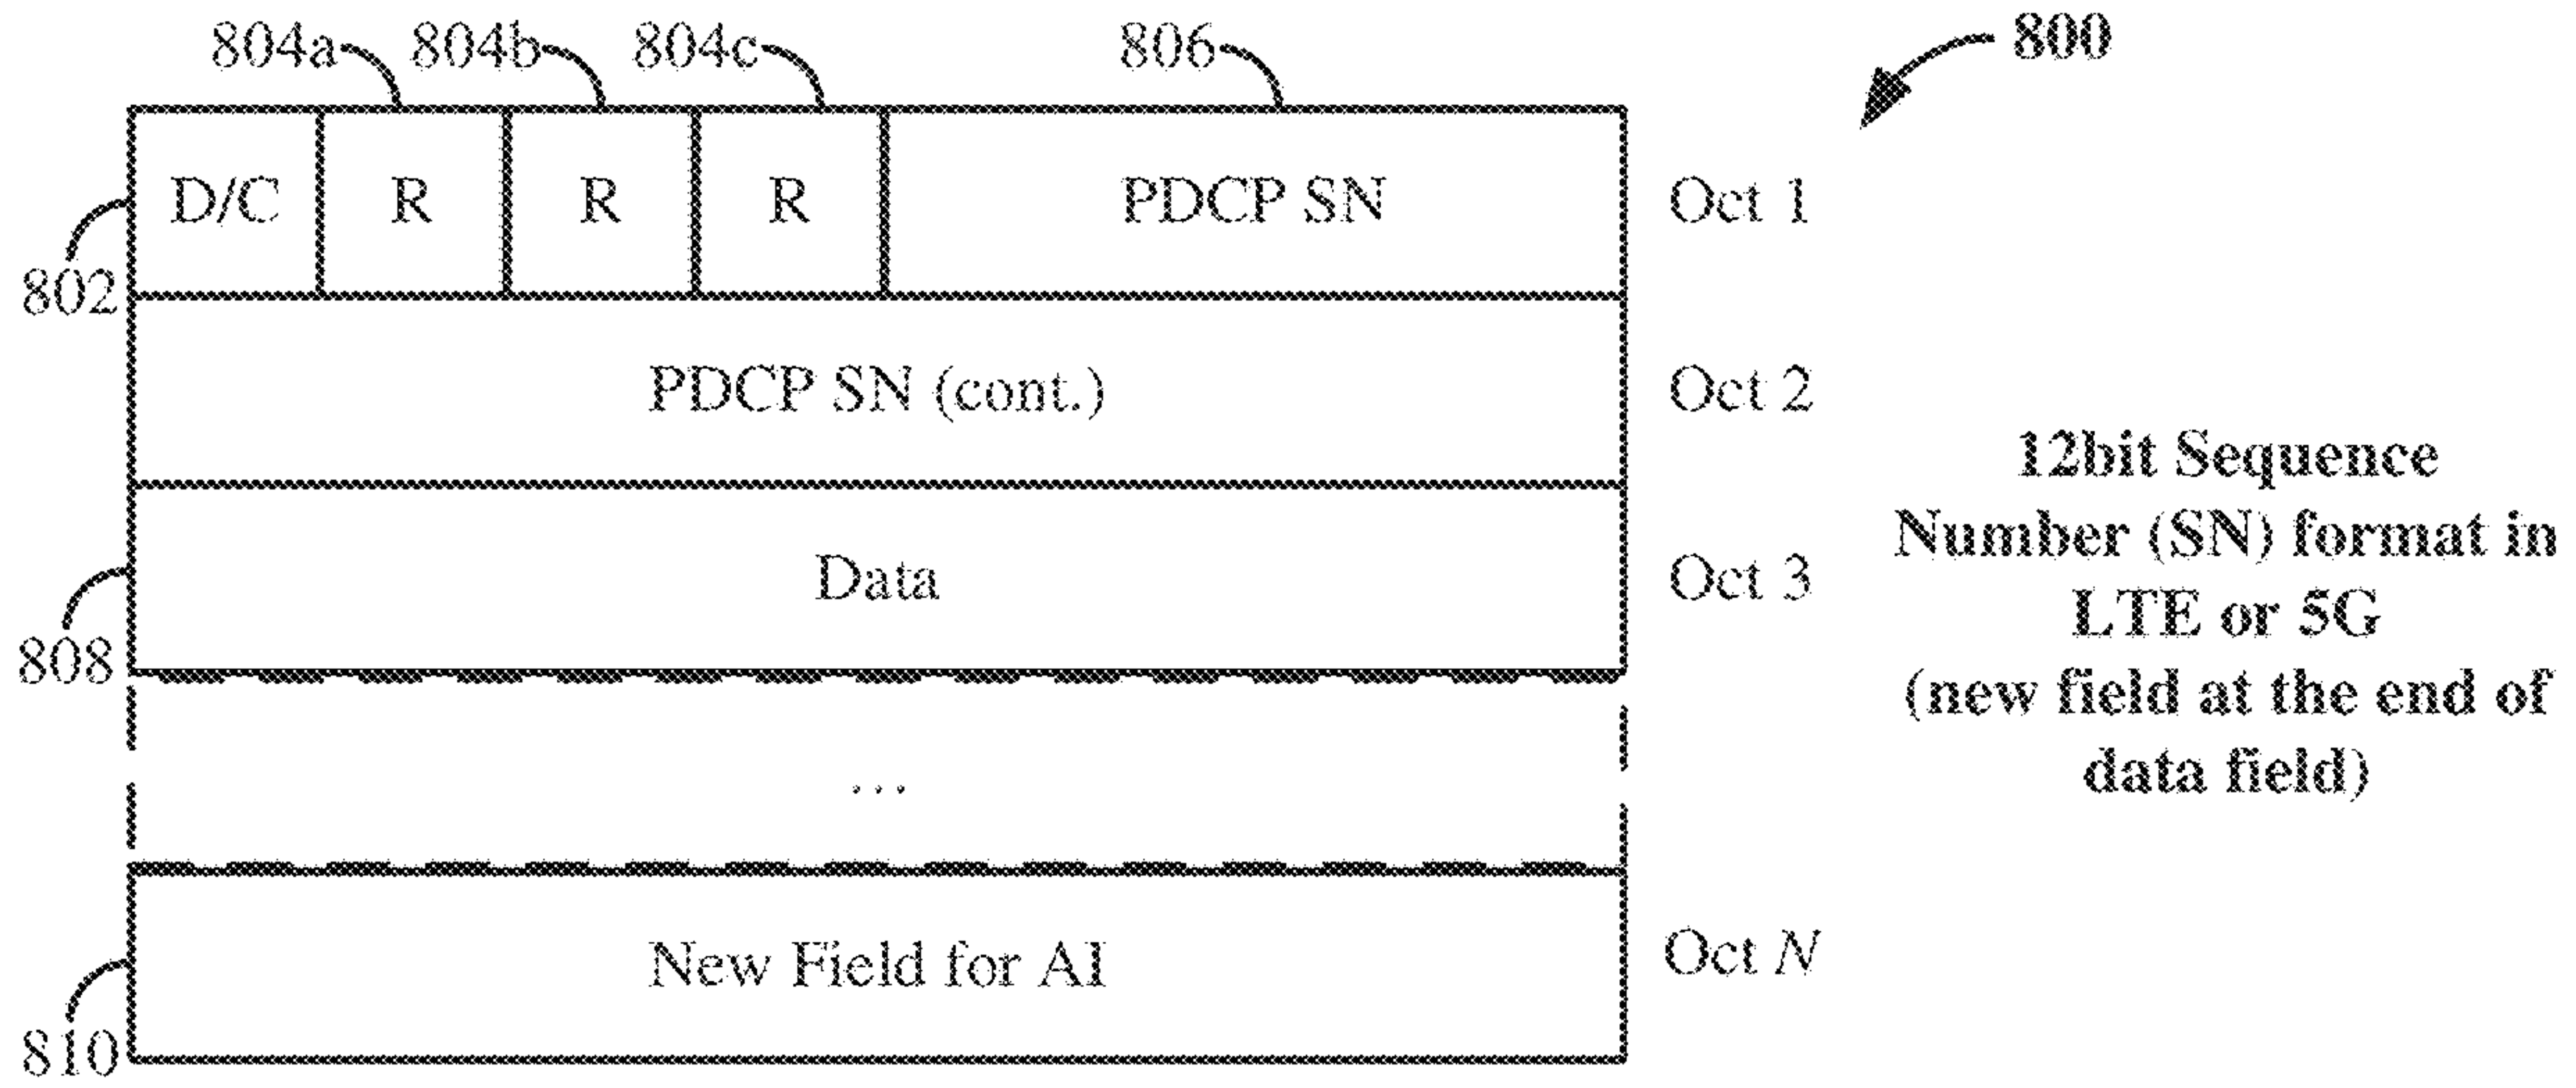 804a 804b 804c 806 800
D/C R R R PDCP SN Oct 1
802
PDCP SN (cont.) Oct 2
Data Oct 3
808
...
New Field for AI Oct N
810
12bit Sequence
Number (SN) format in
LTE or 5G
(new field at the end of
data field)